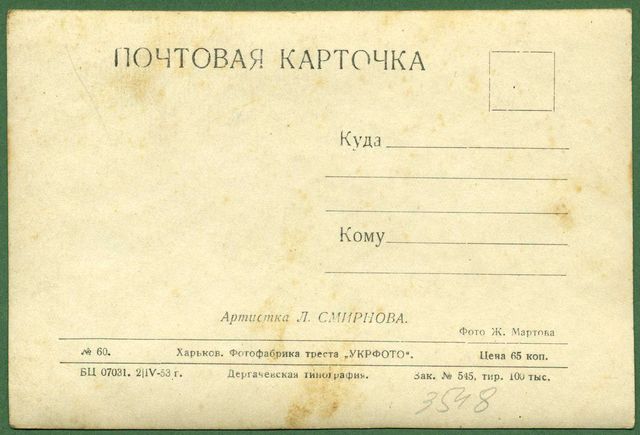 ПОЧТОВАЯ КАРТОЧКА
Куда
Кому
Артистка Л. СМИРНОВА.
Фото Ж. Мартова
№ 60. Харьков. Фотофабрика треста „УКРФОТО“. Цена 65 коп.
БЦ 07031. 2|IV-53 г. Дергачевская типография. Зак. № 545, тир. 100 тыс.
3548